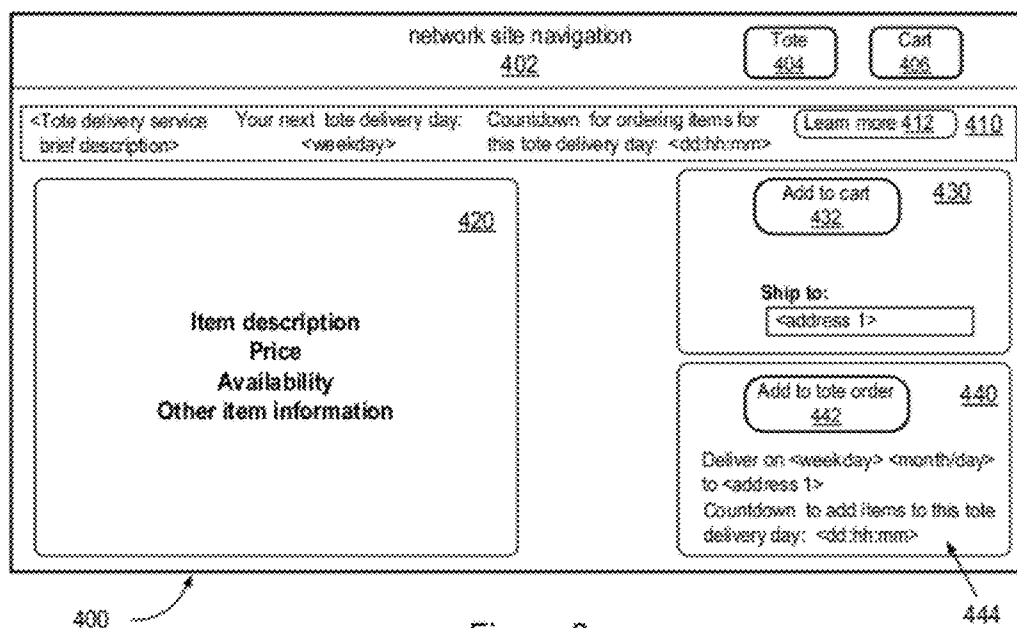 network site navigation
402
Tote
404
Cart
406
<Tote delivery service
brief description>
Your next tote delivery day:
<weekday>
Countdown for ordering items for
this tote delivery day: <dd:hh:mm>
Learn more 412
410
420
Item description
Price
Availability
Other item information
Add to cart
432
430
Ship to:
<address 1>
Add to tote order
442
440
Deliver on <weekday> <month/day>
to <address 1>
Countdown to add items to this tote
delivery day: <dd:hh:mm>
400
444